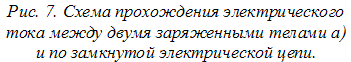 Рис. 7. Схема прохождения электрического
тока между двумя заряженными телами а)
и по замкнутой электрической цепи.